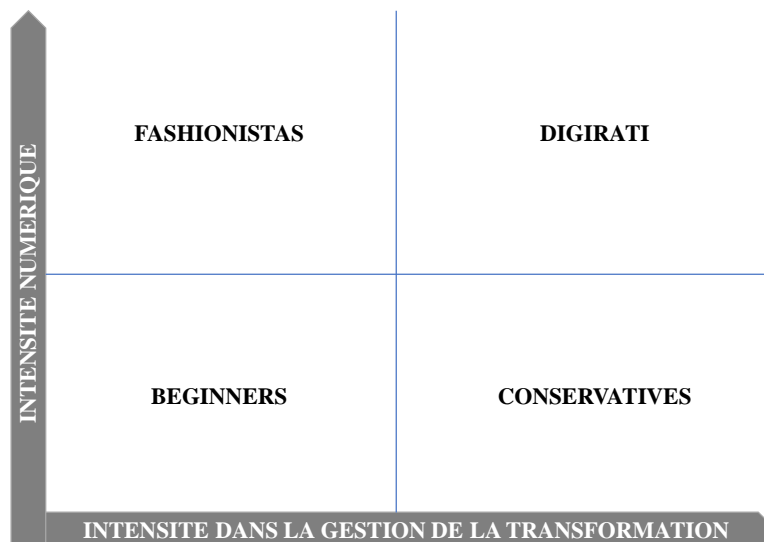 FASHIONISTAS
DIGIRATI
INTENSITE NUMERIQUE
BEGINNERS
CONSERVATIVES
INTENSITE DANS LA GESTION DE LA TRANSFORMATION